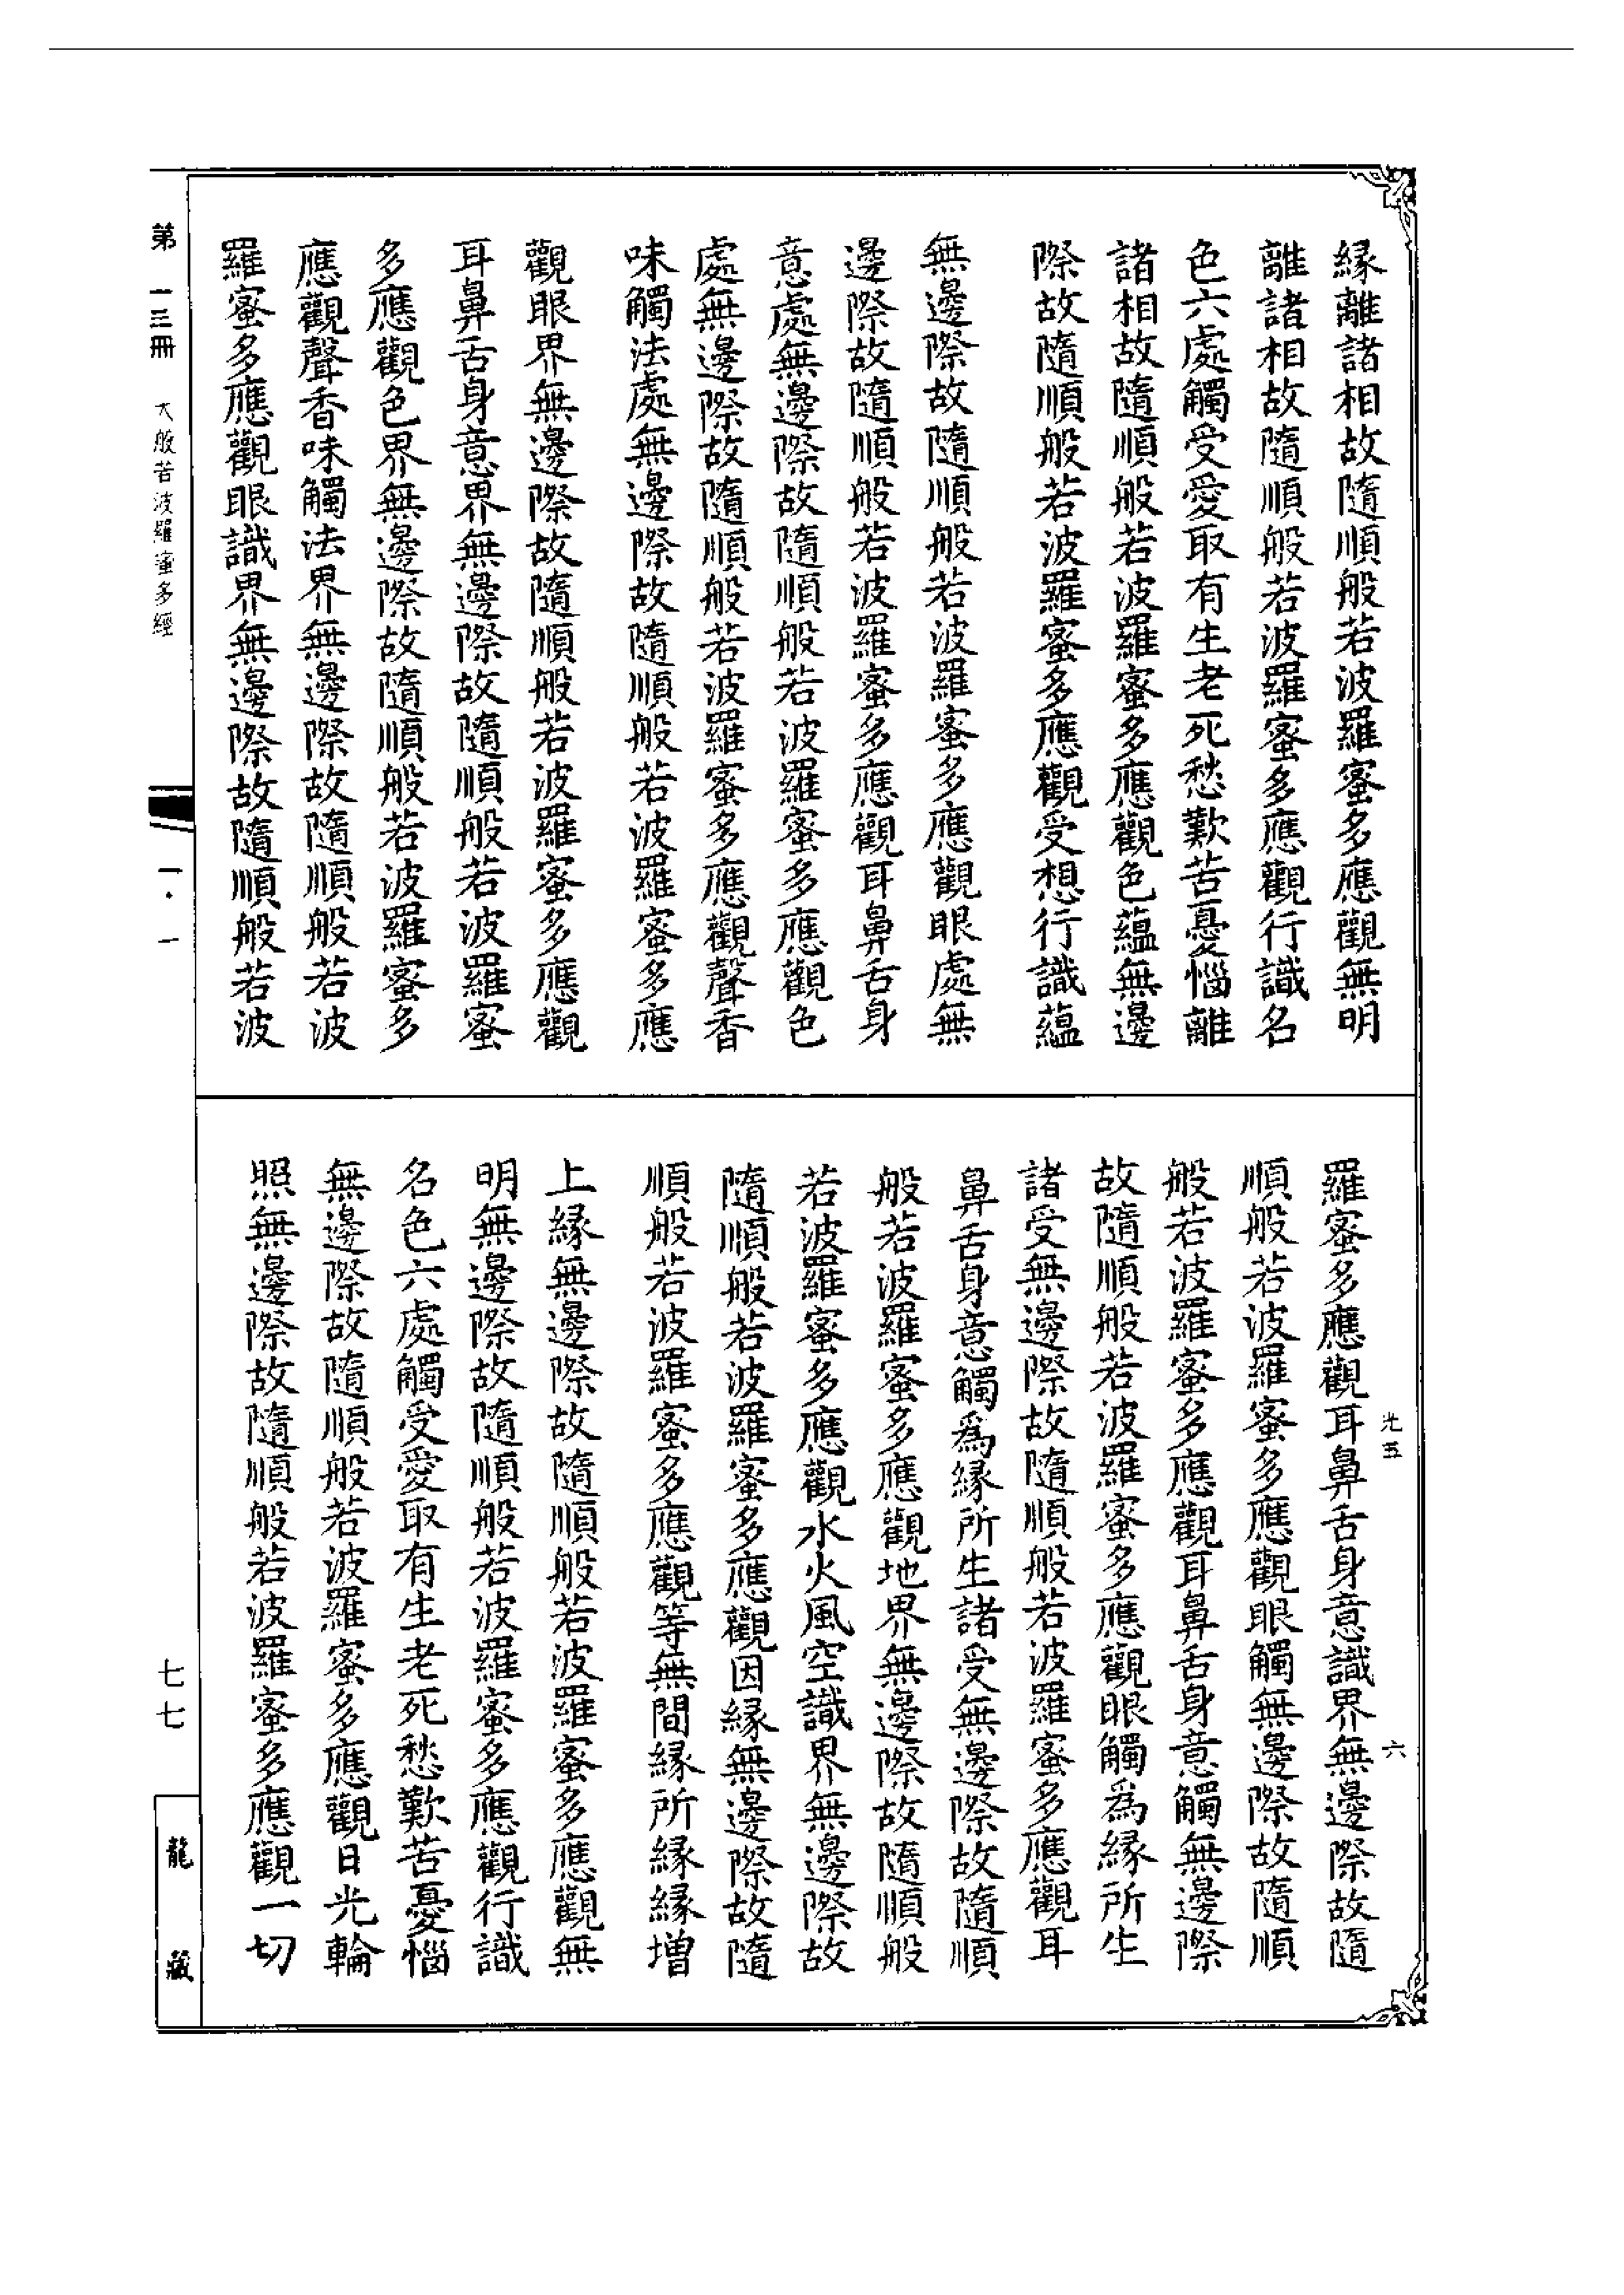 縁離諸相故隨順般若波羅蜜多應觀無明
離諸相故隨順般若波羅蜜多應觀行識名
色六處觸受愛取有生老死愁歎苦憂惱離
諸相故隨順般若波羅蜜多應觀色蘊無邊
際故隨順般若波羅蜜多應觀受想行識蘊
無邊際故隨順般若波羅蜜多應觀眼處無
邊際故隨順般若波羅蜜多應觀耳鼻舌身
意處無邊際故隨順般若波羅蜜多應觀色
處無邊際故隨順般若波羅蜜多應觀聲香
味觸法處無邊際故隨順般若波羅蜜多應
觀眼界無邊際故隨順般若波羅蜜多應觀
耳鼻舌身意界無邊際故隨順般若波羅蜜
多應觀色界無邊際故隨順般若波羅蜜多
應觀聲香味觸法界無邊際故隨順般若波
羅蜜多應觀眼識界無邊際故隨順般若波
羅蜜多應觀耳鼻舌身意識界無邊際故隨
順般若波羅蜜多應觀眼觸無邊際故隨順
般若波羅蜜多應觀耳鼻舌身意觸無邊際
故隨順般若波羅蜜多應觀眼觸為縁所生
諸受無邊際故隨順般若波羅蜜多應觀耳
鼻舌身意觸為縁所生諸受無邊際故隨順
般若波羅蜜多應觀地界無邊際故隨順般
若波羅蜜多應觀水火風空識界無邊際故
隨順般若波羅蜜多應觀因縁無邊際故隨
順般若波羅蜜多應觀等無間縁所縁縁增
上縁無邊際故隨順般若波羅蜜多應觀無
明無邊際故隨順般若波羅蜜多應觀行識
名色六處觸受愛取有生老死愁歎苦憂惱
無邊際故隨順般若波羅蜜多應觀日光輪
照無邊際故隨順般若波羅蜜多應觀一切
光五 六
第一三冊 大般若波羅蜜多經 一·一
七七
龍藏